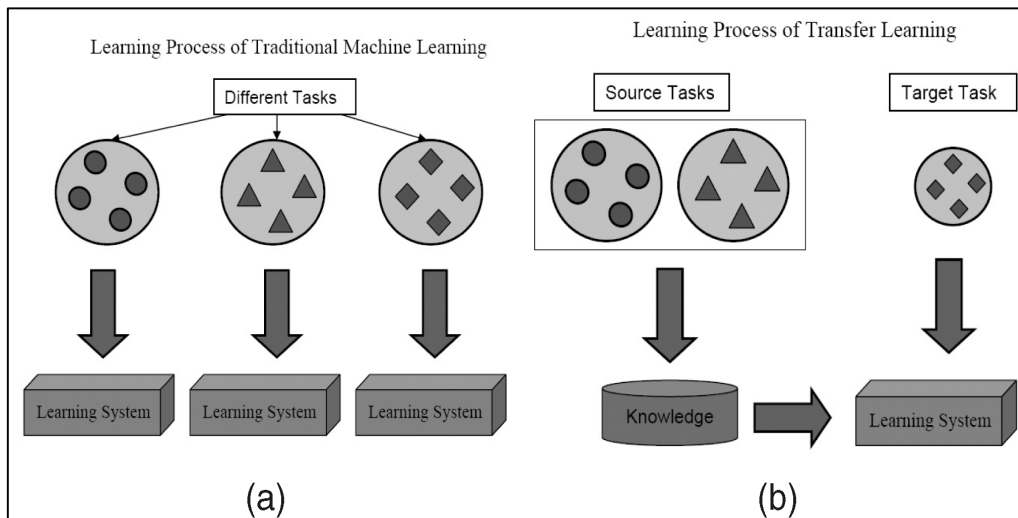 Learning Process of Traditional Machine Learning
Different Tasks
Learning System
Learning System
Learning System
(a)
Learning Process of Transfer Learning
Source Tasks
Target Task
Knowledge
Learning System
(b)